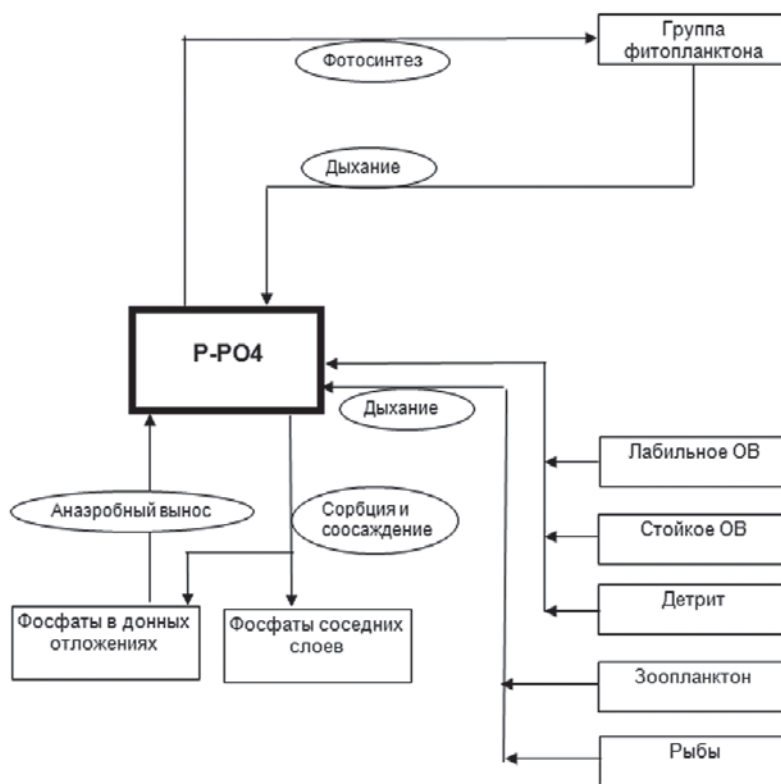 Группа
фитопланктона
Фотосинтез
Дыхание
P-PO4
Дыхание
Лабильное ОВ
Анаэробный вынос
Сорбция и
соосаждение
Стойкое ОВ
Детрит
Фосфаты в донных
отложениях
Фосфаты соседних
слоев
Зоопланктон
Рыбы